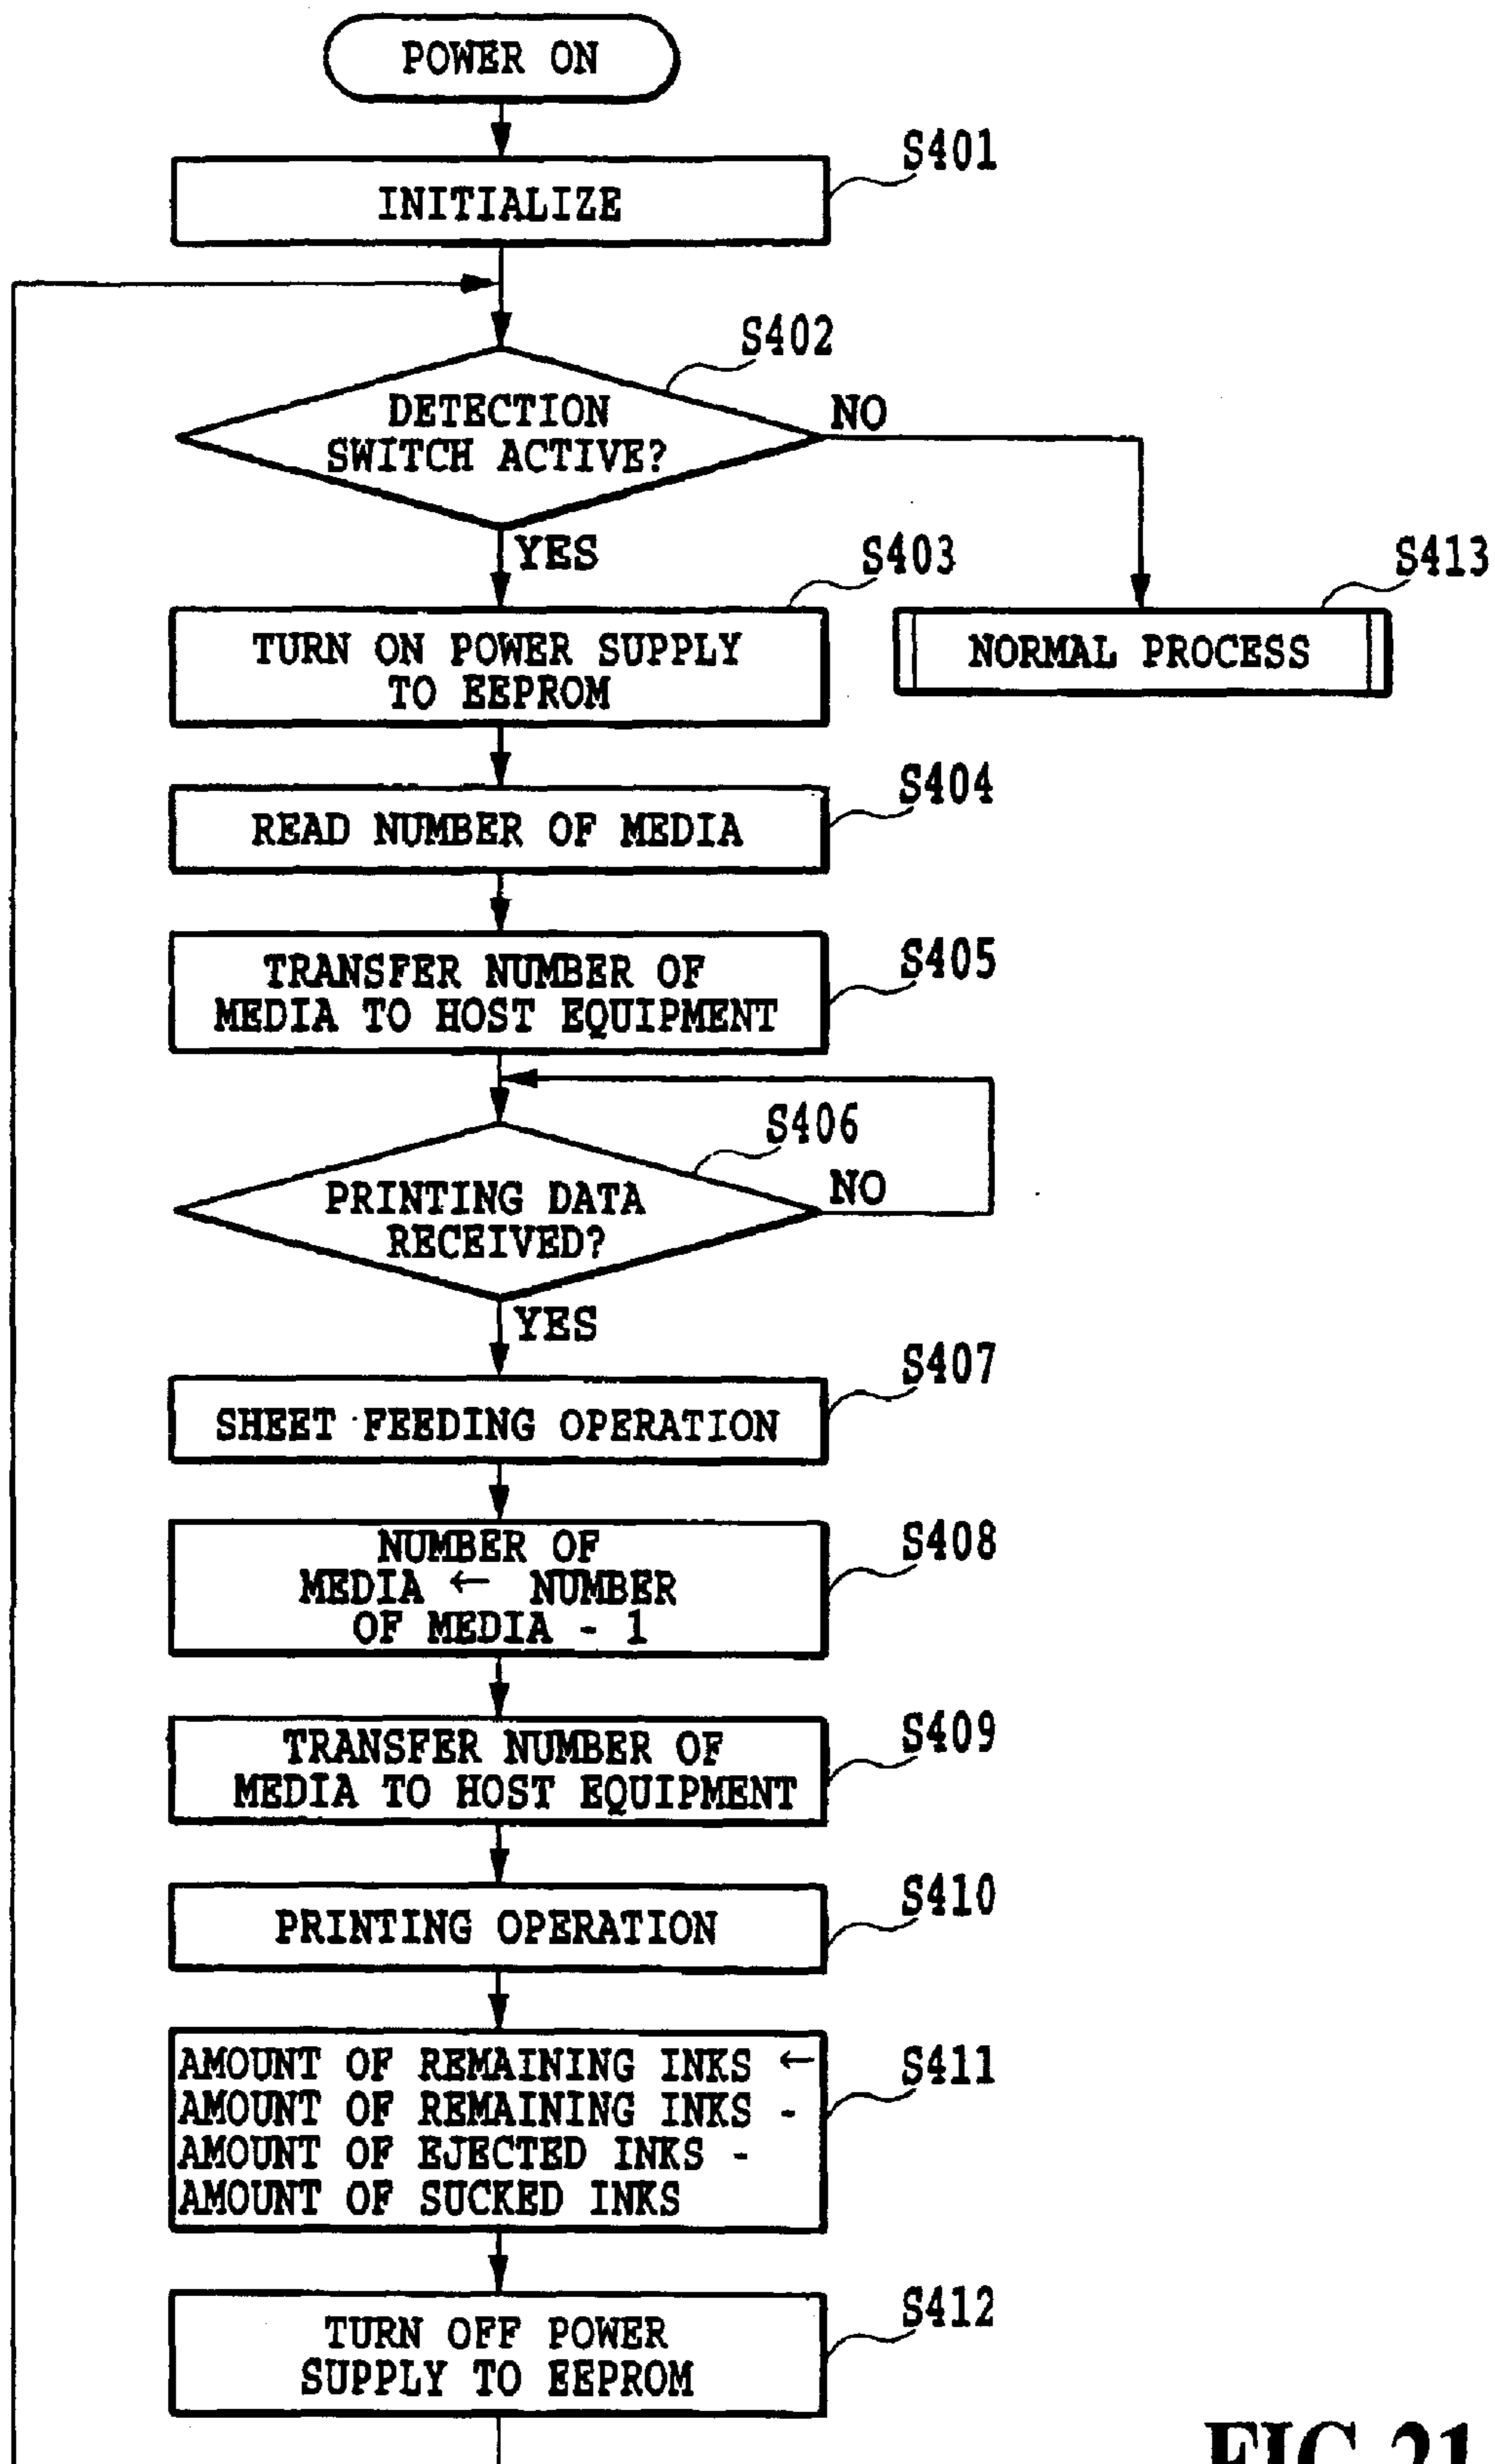 POWER ON
S401
INITIALIZE
S402
DETECTION
SWITCH ACTIVE?
NO
YES
S403
S413
TURN ON POWER SUPPLY
TO EEPROM
NORMAL PROCESS
S404
READ NUMBER OF MEDIA
S405
TRANSFER NUMBER OF
MEDIA TO HOST EQUIPMENT
S406
PRINTING DATA
RECEIVED?
NO
YES
S407
SHEET FEEDING OPERATION
S408
NUMBER OF
MEDIA ← NUMBER
OF MEDIA - 1
S409
TRANSFER NUMBER OF
MEDIA TO HOST EQUIPMENT
S410
PRINTING OPERATION
S411
AMOUNT OF REMAINING INKS ←
AMOUNT OF REMAINING INKS -
AMOUNT OF EJECTED INKS -
AMOUNT OF SUCKED INKS
S412
TURN OFF POWER
SUPPLY TO EEPROM
FIG.21